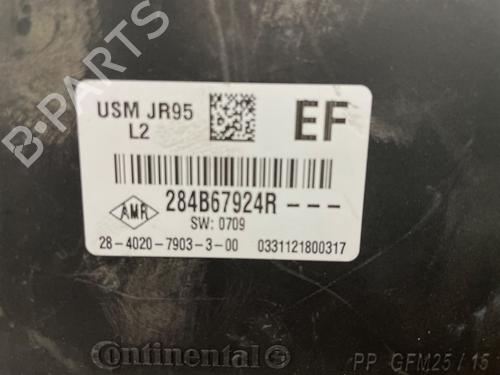 USM JR95
L2
EF
AMR
284B67924R---
SW: 0709
28-4020-7903-3-00 0331121800317
Continental
PP GFM25 / 15
B-PARTS